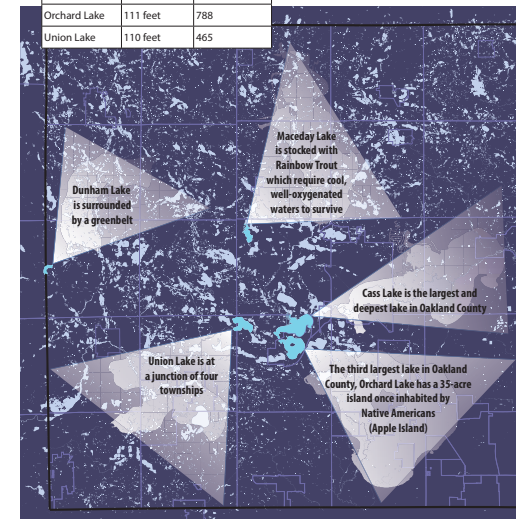 Orchard Lake 111 feet 788
Union Lake 110 feet 465
Maceday Lake
is stocked with
Rainbow Trout
which require cool,
well-oxygenated
waters to survive
Dunham Lake
is surrounded
by a greenbelt
Cass Lake is the largest and
deepest lake in Oakland County
Union Lake is at
a junction of four
townships
The third largest lake in Oakland
County, Orchard Lake has a 35-acre
island once inhabited by
Native Americans
(Apple Island)